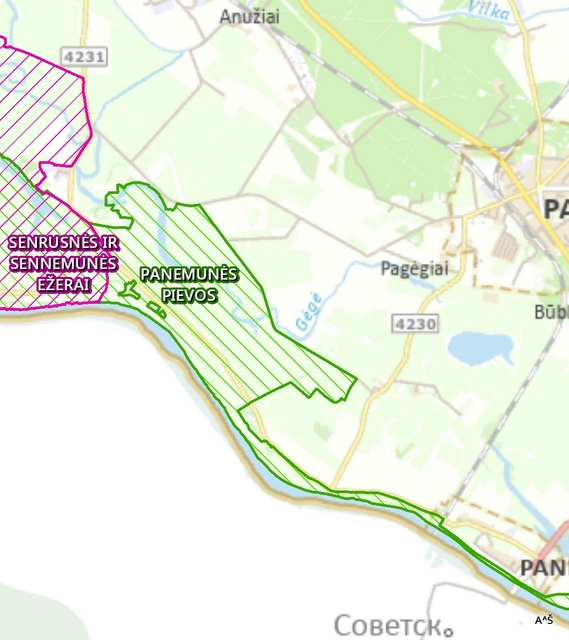 Vilka
Anužiai
4231
PA
SENRUSNĖS IR
SENNEMUNĖS
EŽERAI
PANEMUNĖS
PIEVOS
Pagėgiai
Gėgė
Būbl
4230
PAN
Советск
A^Š